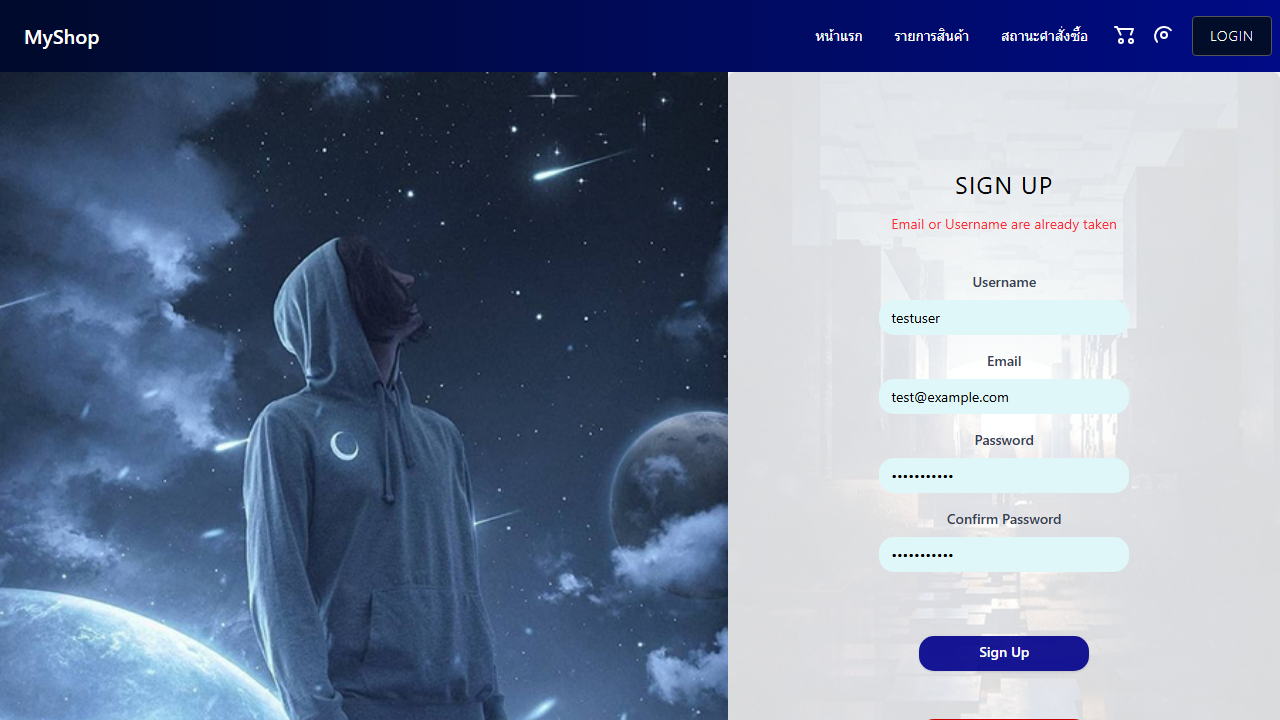 MyShop
หน้าแรก
รายการสินค้า
สถานะคำสั่งซื้อ
LOGIN
SIGN UP
Email or Username are already taken
Username
testuser
Email
test@example.com
Password
•••••••••••
Confirm Password
•••••••••••
Sign Up